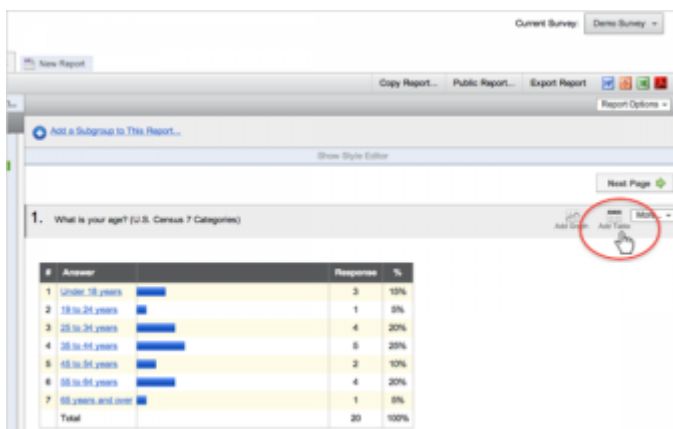 Current Survey: Demo Survey
New Report
Copy Report... Public Report... Export Report
Report Options
Add a Subgroup to This Report...
Show Style Editor
Next Page
1. What is your age? (U.S. Census 7 Categories)
Add Graph Add Table More...
# Answer Response %
1 Under 18 years 3 15%
2 19 to 24 years 1 5%
3 25 to 34 years 4 20%
4 35 to 44 years 5 25%
5 45 to 54 years 2 10%
6 55 to 64 years 4 20%
7 65 years and over 1 5%
Total 20 100%